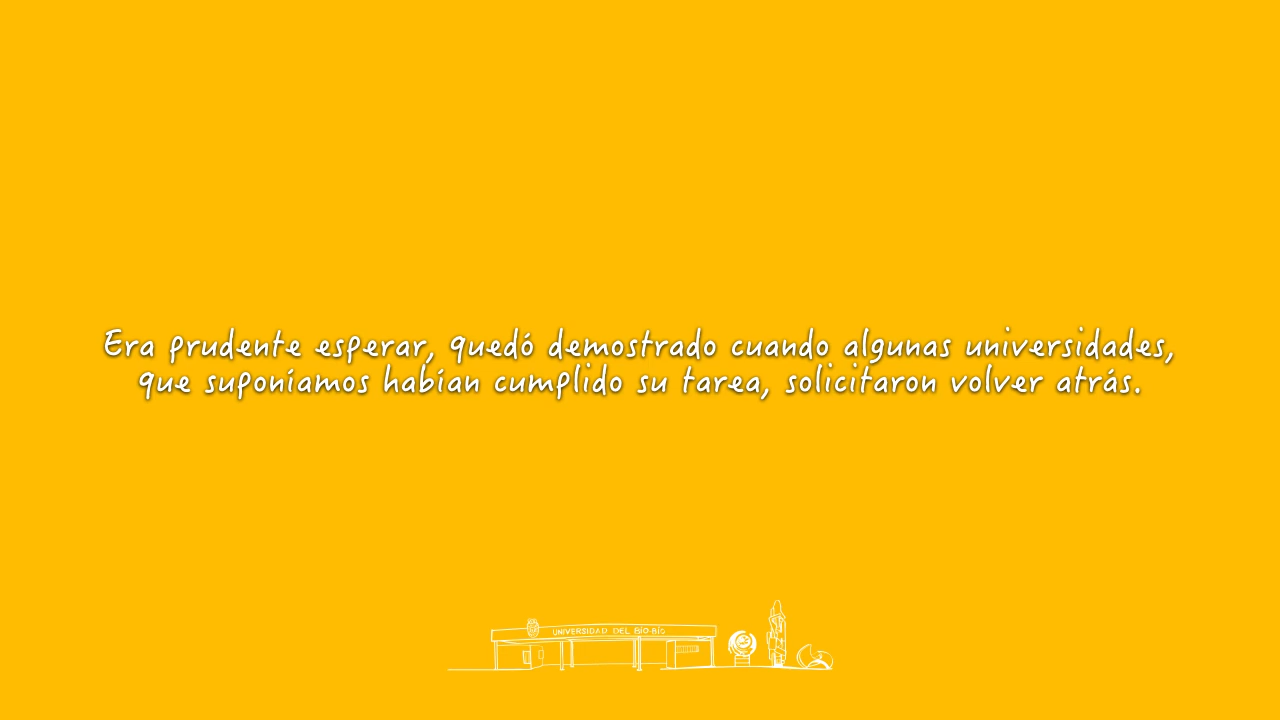 Era prudente esperar, quedó demostrado cuando algunas universidades,
que suponíamos habían cumplido su tarea, solicitaron volver atrás.
UNIVERSIDAD DEL BÍO-BÍO